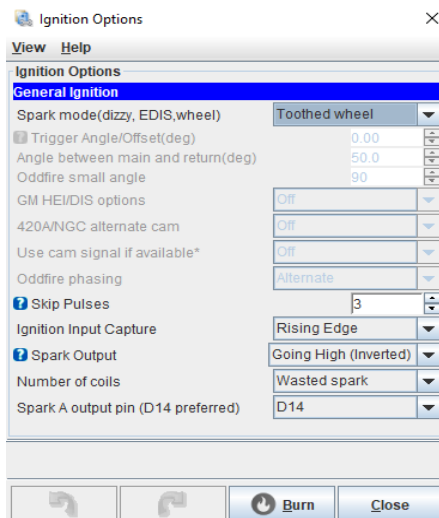 Ignition Options
View Help
Ignition Options
General Ignition
Spark mode(dizzy, EDIS,wheel) Toothed wheel
Trigger Angle/Offset(deg) 0.00
Angle between main and return(deg) 50.0
Oddfire small angle 90
GM HEI/DIS options Off
420A/NGC alternate cam Off
Use cam signal if available* Off
Oddfire phasing Alternate
Skip Pulses 3
Ignition Input Capture Rising Edge
Spark Output Going High (Inverted)
Number of coils Wasted spark
Spark A output pin (D14 preferred) D14
Burn Close